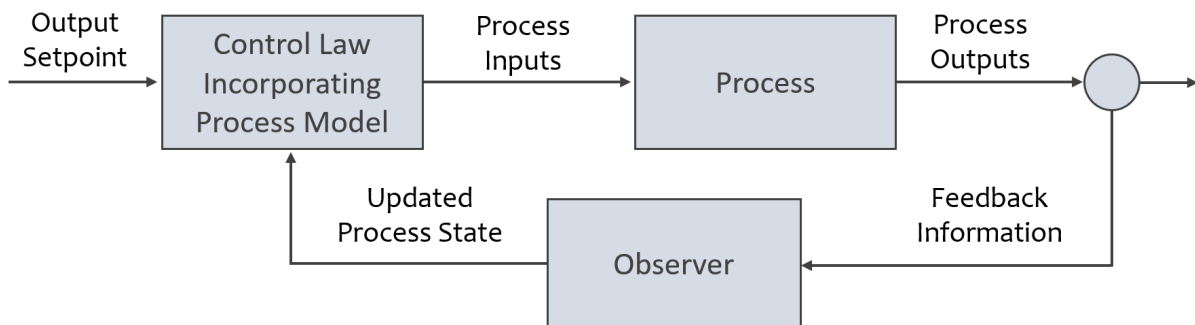 Output
Setpoint
Control Law
Incorporating
Process Model
Process
Inputs
Process
Process
Outputs
Updated
Process State
Observer
Feedback
Information